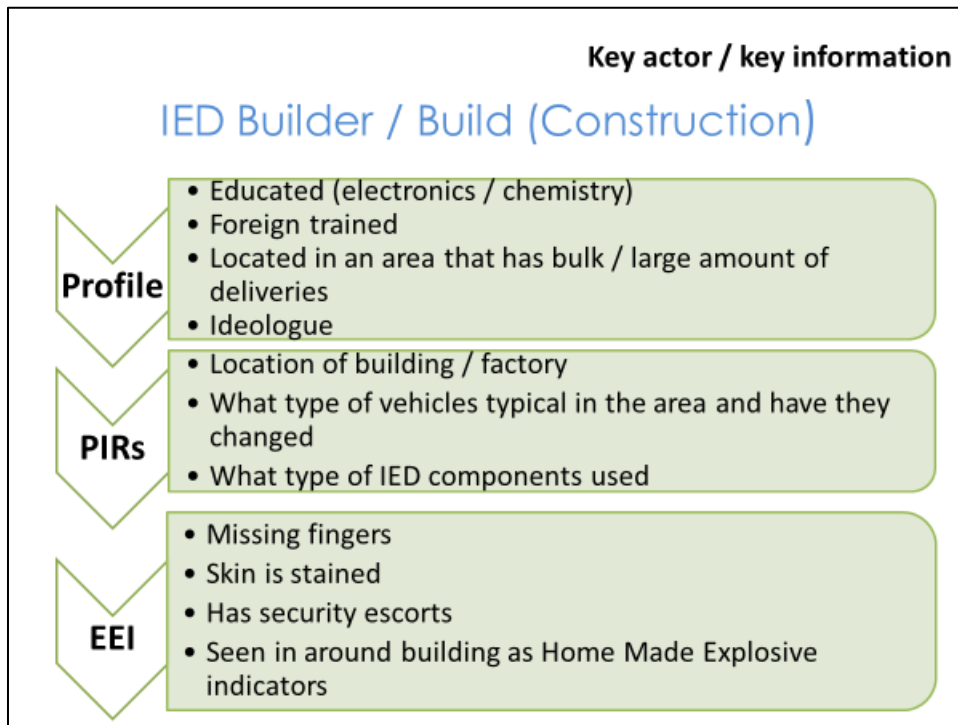 Key actor / key information
IED Builder / Build (Construction)
Profile
• Educated (electronics / chemistry)
• Foreign trained
• Located in an area that has bulk / large amount of
deliveries
• Ideologue
PIRs
• Location of building / factory
• What type of vehicles typical in the area and have they
changed
• What type of IED components used
EEI
• Missing fingers
• Skin is stained
• Has security escorts
• Seen in around building as Home Made Explosive
indicators